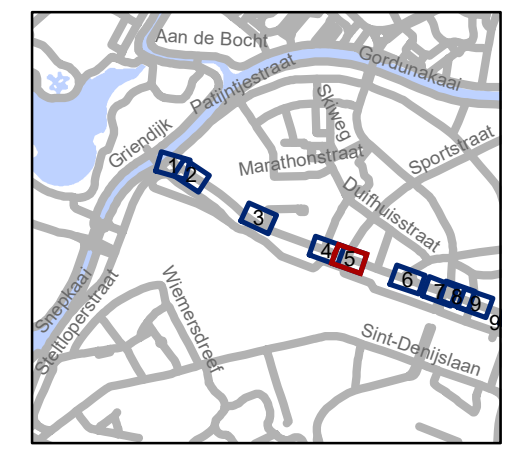 Aan de Bocht
Gordunakaai
Patijntjestraat
Skiweg
Griendijk
Marathonstraat
Sportstraat
Duifhuisstraat
1
2
3
4
5
6
7
8
9
9
Snepkaai
Steltloperstraat
Wiemersdreef
Sint-Denijslaan